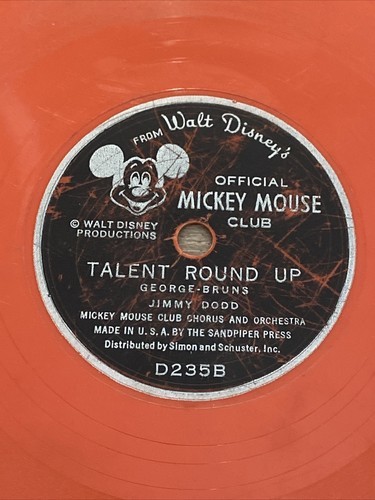 FROM Walt Disney's
OFFICIAL
MICKEY MOUSE
CLUB
© WALT DISNEY
PRODUCTIONS
TALENT ROUND UP
GEORGE-BRUNS
JIMMY DODD
MICKEY MOUSE CLUB CHORUS AND ORCHESTRA
MADE IN U.S.A. BY THE SANDPIPER PRESS
Distributed by Simon and Schuster, Inc.
D235B